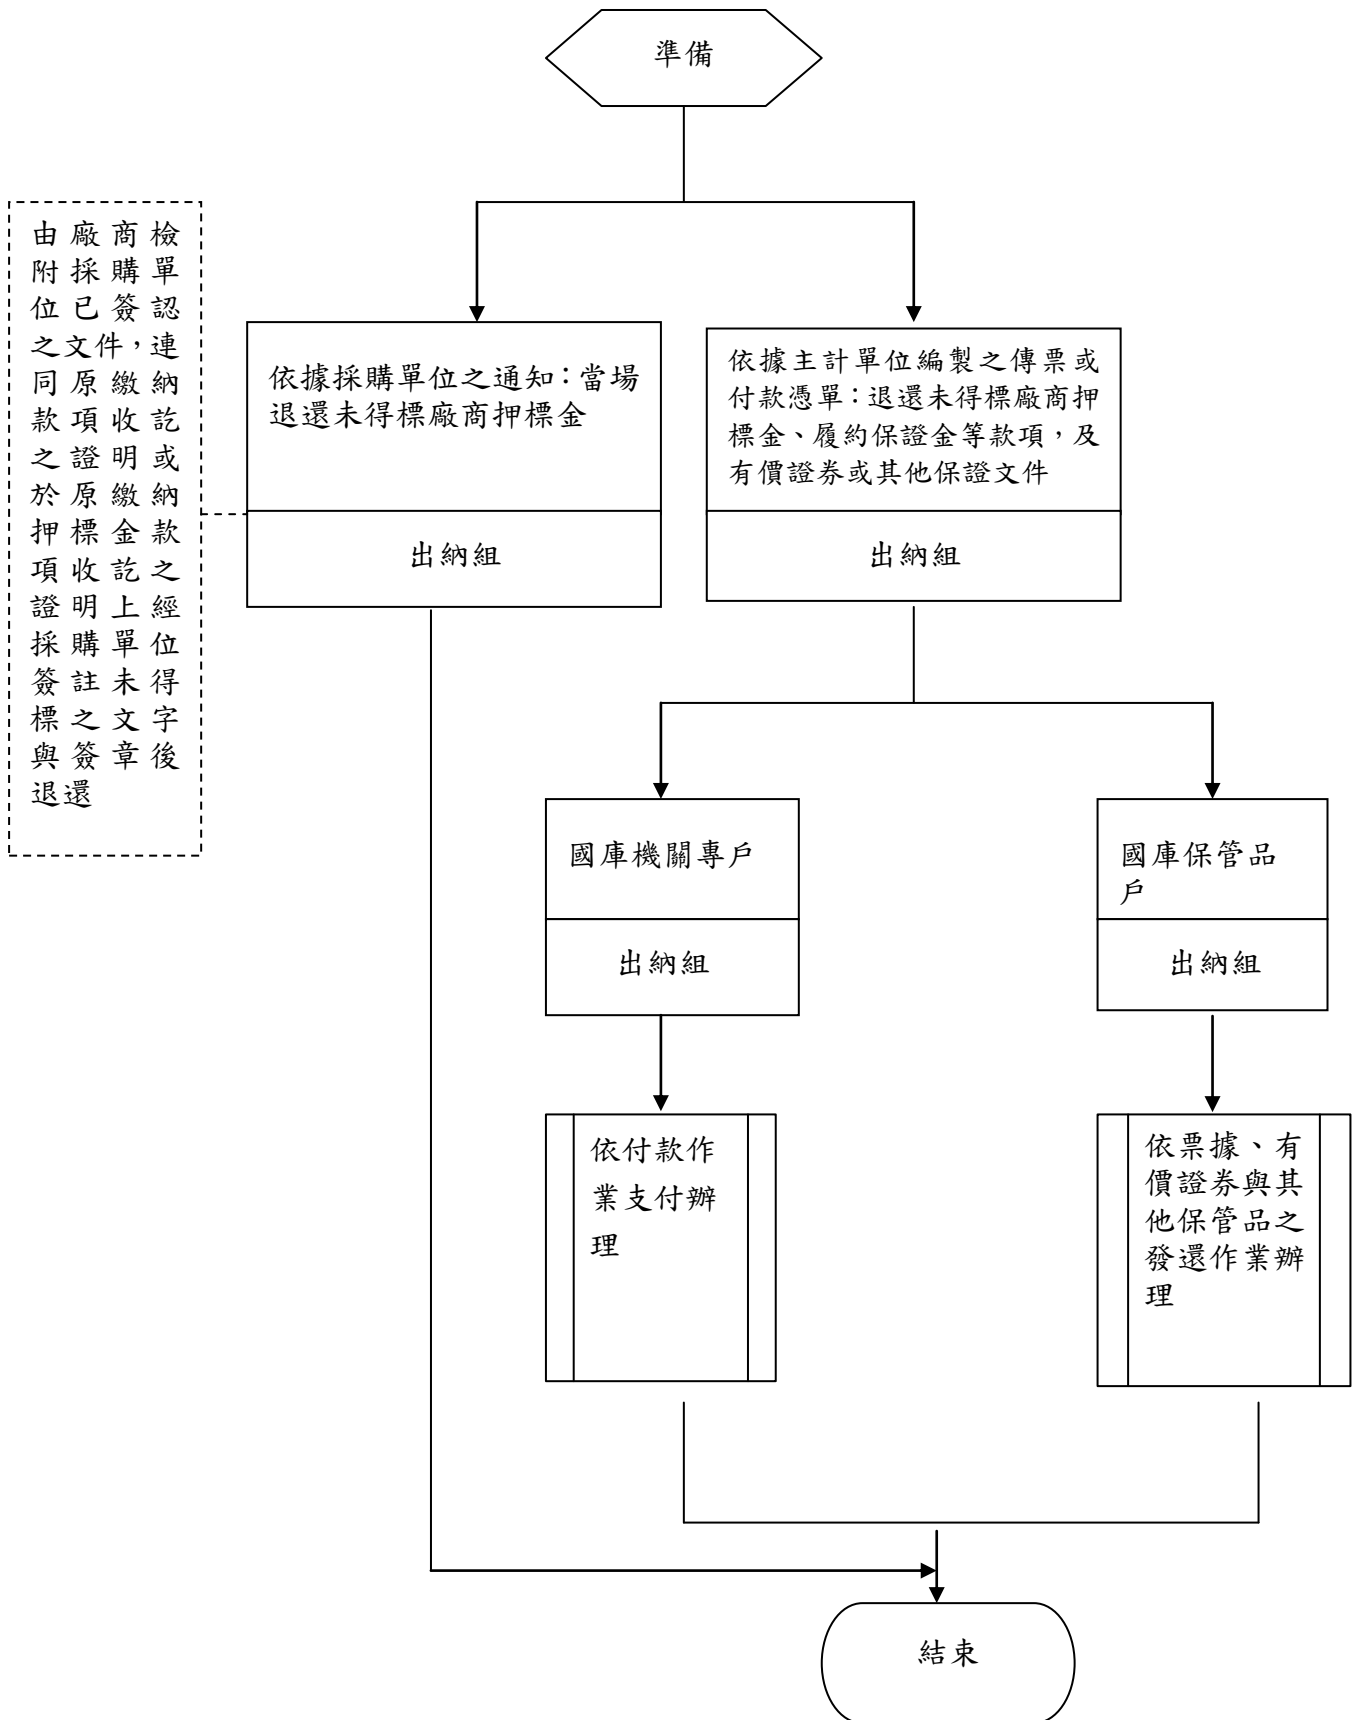 準備
由廠商檢
附採購單
位已簽認
之文件，連
同原繳納
款項收訖
之證明或
於原繳納
押標金款
項收訖之
證明上經
採購單位
簽註未得
標之文字
與簽章後
退還
依據採購單位之通知：當場
退還未得標廠商押標金
出納組
依據主計單位編製之傳票或
付款憑單：退還未得標廠商押
標金、履約保證金等款項，及
有價證券或其他保證文件
出納組
國庫機關專戶
出納組
國庫保管品
戶
出納組
依付款作
業支付辦
理
依票據、有
價證券與其
他保管品之
發還作業辦
理
結束